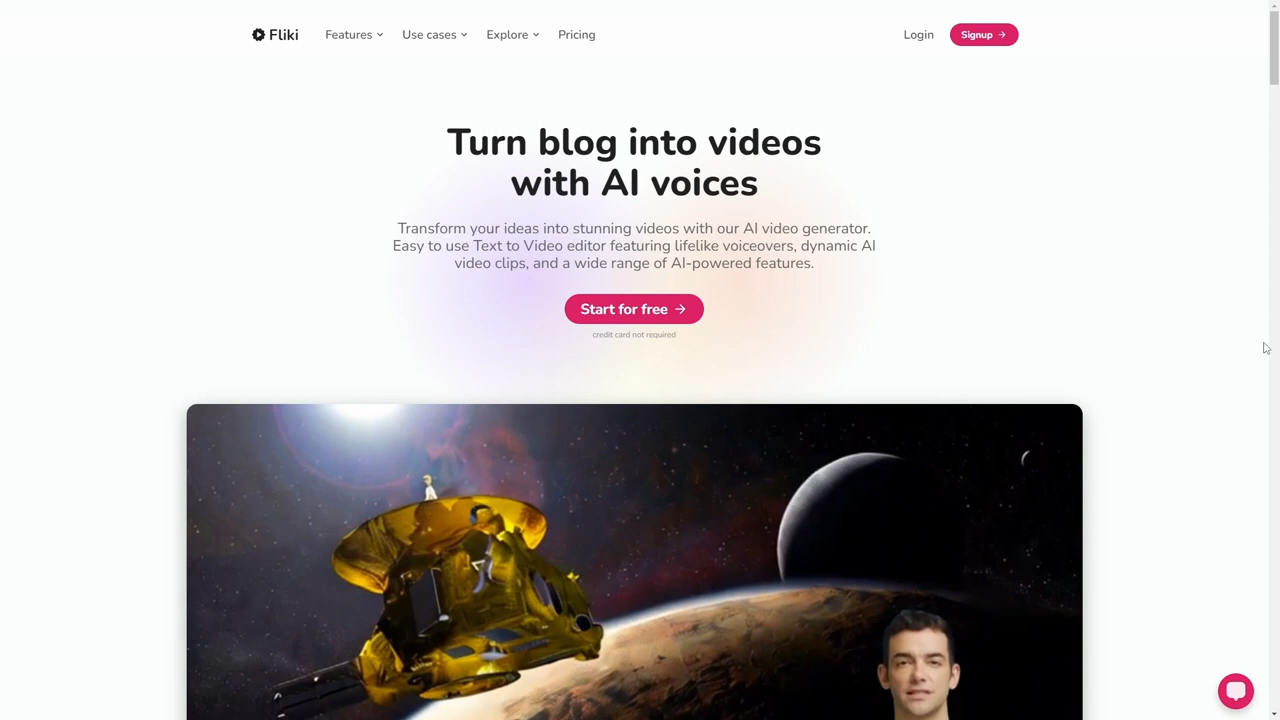 Fliki
Features
Use cases
Explore
Pricing
Login
Signup
Turn blog into videos
with AI voices
Transform your ideas into stunning videos with our AI video generator.
Easy to use Text to Video editor featuring lifelike voiceovers, dynamic AI
video clips, and a wide range of AI-powered features.
Start for free
credit card not required